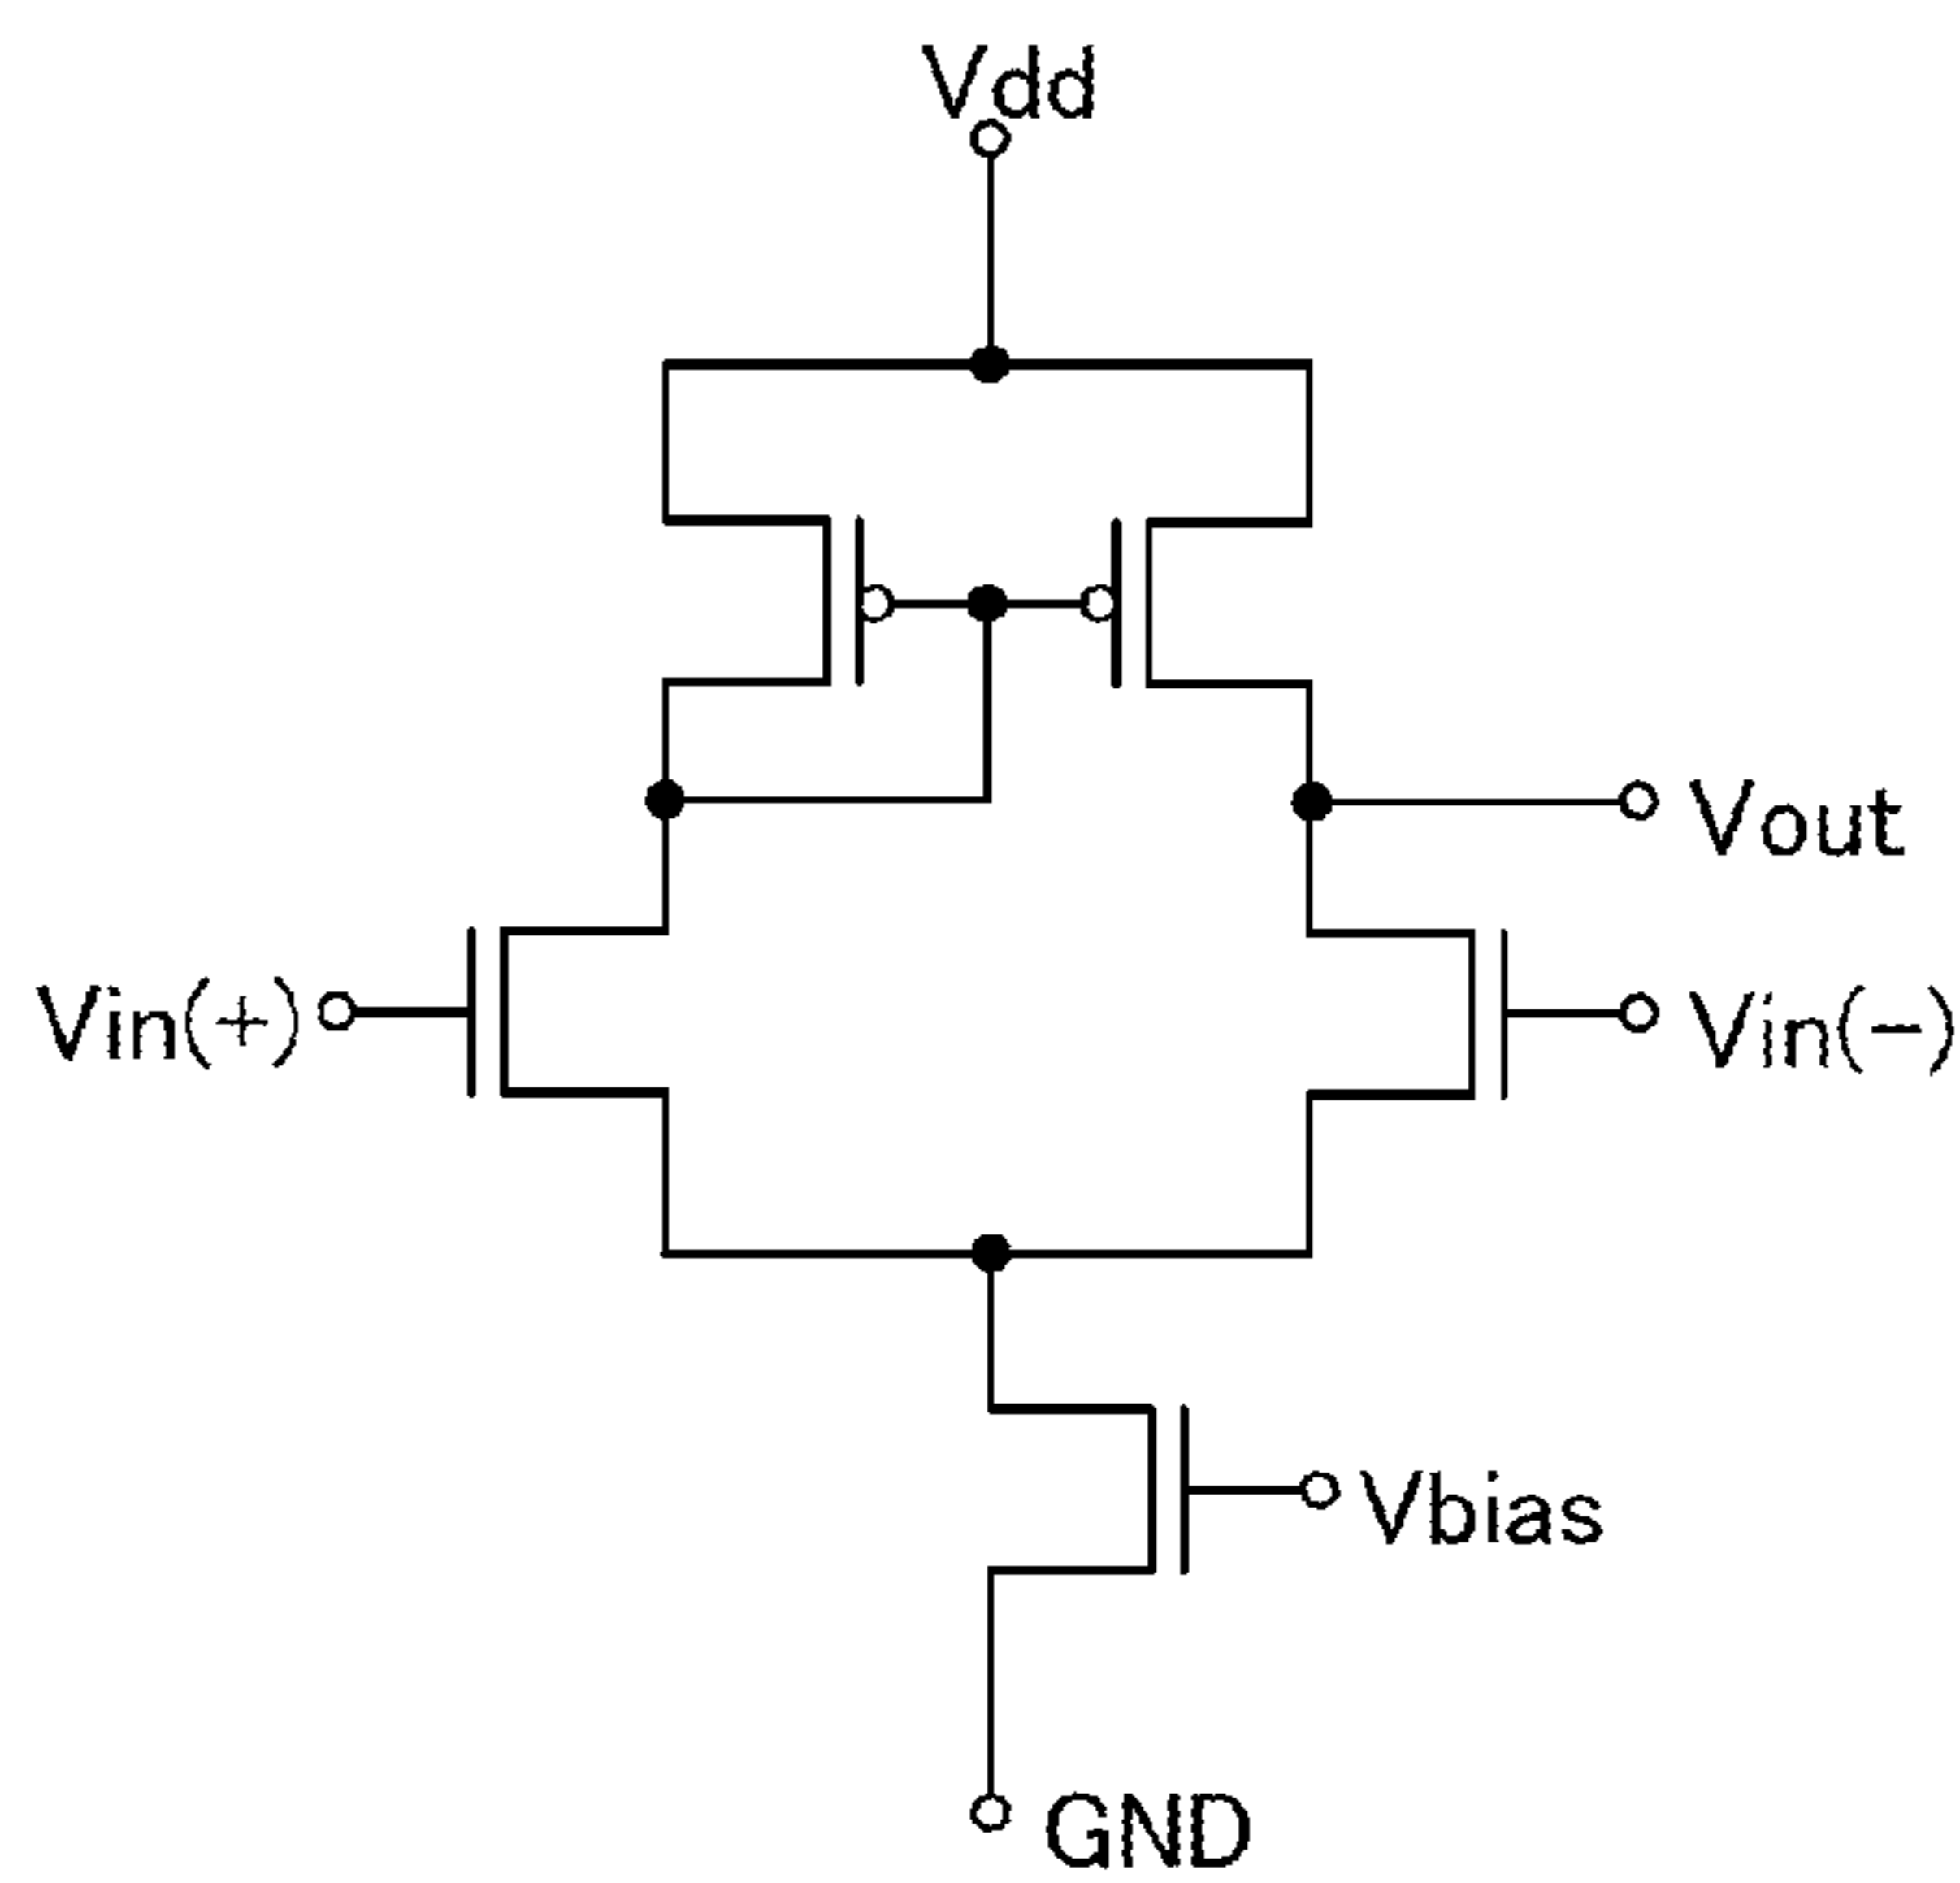 Vdd
Vout
Vin(+)
Vin(−)
Vbias
GND